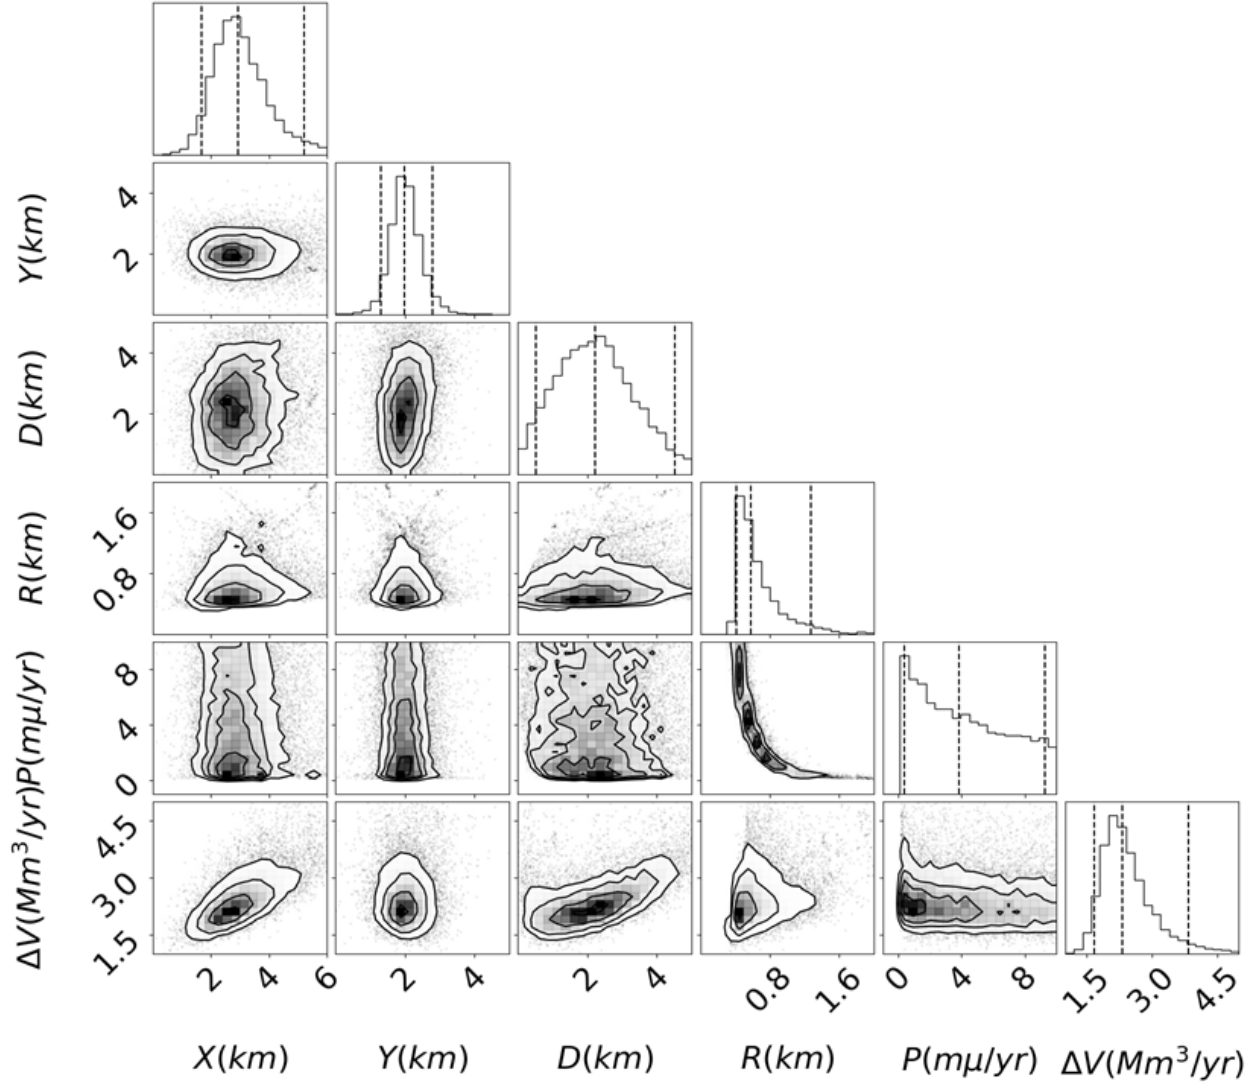 Y(km)
4
2
D(km)
4
2
R(km)
1.6
0.8
P(mμ/yr)
8
4
0
ΔV(Mm³/yr)
4.5
3.0
1.5
2 4 6 2 4 2 4 0.8 1.6 0 4 8 1.5 3.0 4.5
X(km) Y(km) D(km) R(km) P(mμ/yr) ΔV(Mm³/yr)